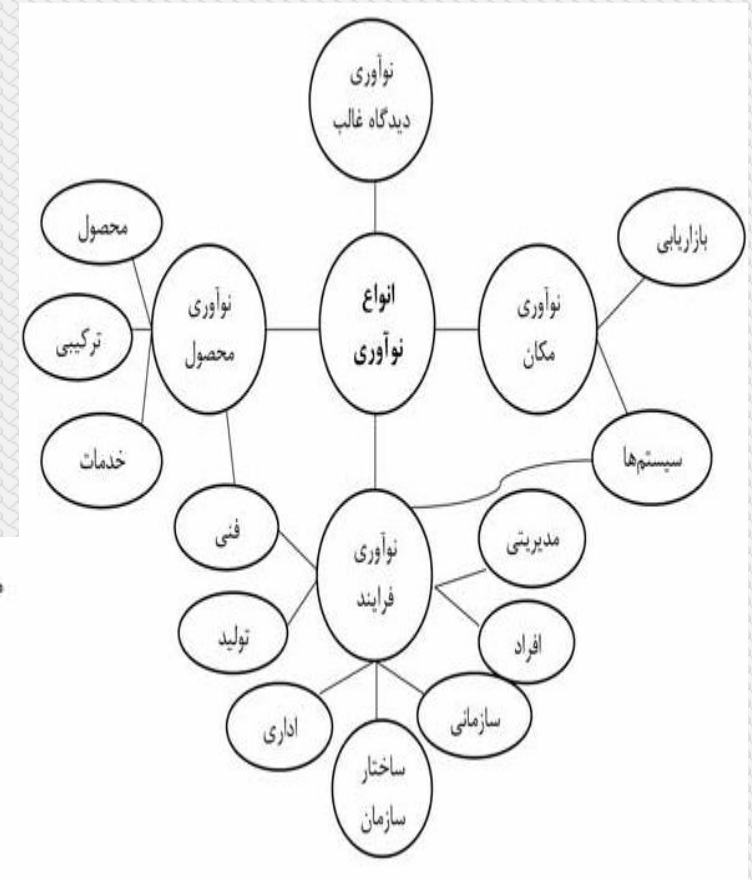 نوآوری
دیدگاه غالب
بازاریابی
محصول
انواع
نوآوری
نوآوری
مکان
نوآوری
محصول
ترکیبی
سیستم‌ها
خدمات
مدیریتی
فنی
نوآوری
فرایند
افراد
تولید
سازمانی
اداری
ساختار
سازمان